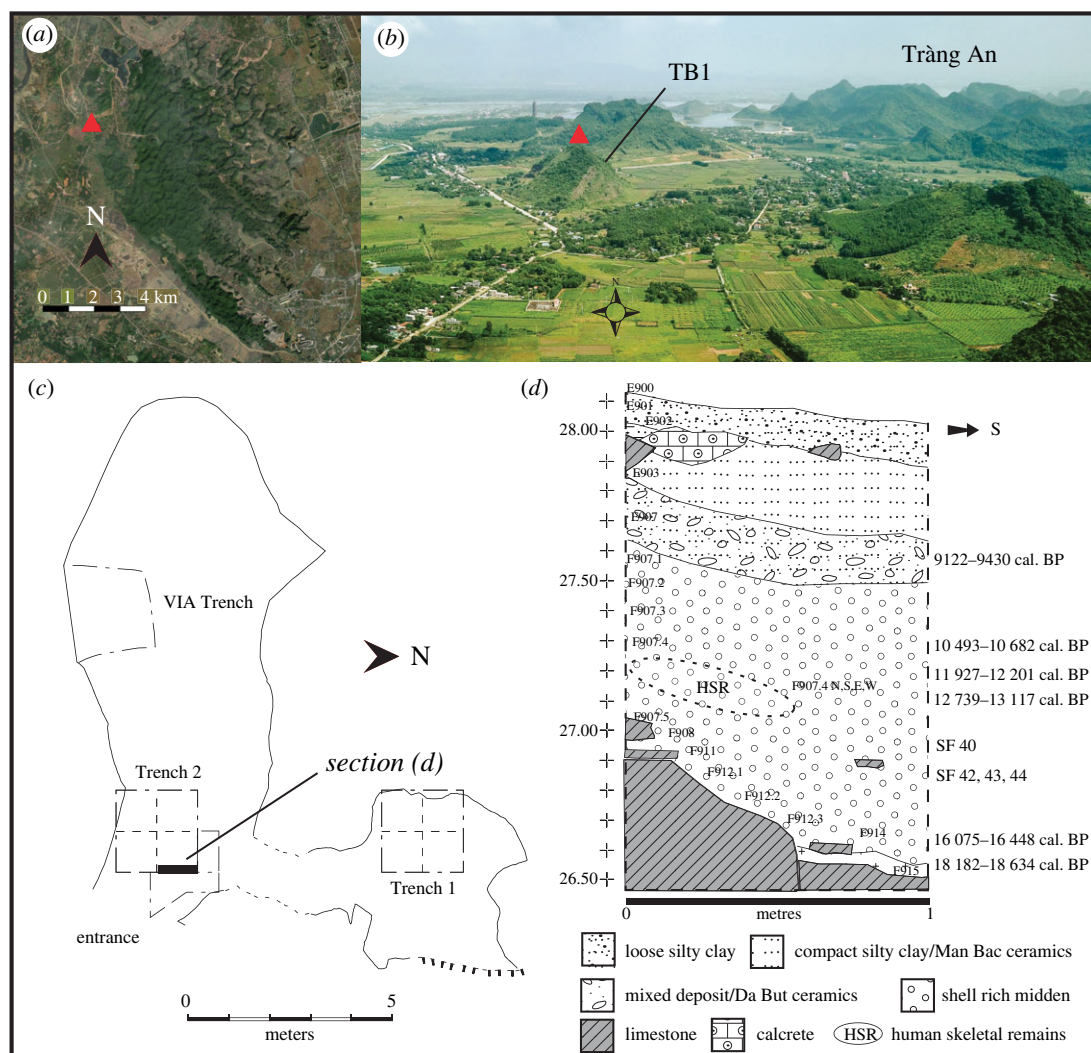 (a)
N
0 1 2 3 4 km
(b)
Tràng An
TB1
N
(c)
VIA Trench
N
Trench 2
section (d)
Trench 1
entrance
0 5
meters
(d)
E900
E901
E902
28.00
S
E903
E907
F907.1
9122–9430 cal. BP
27.50
F907.2
F907.3
F907.4
10 493–10 682 cal. BP
11 927–12 201 cal. BP
HSR
F907.4 N,S,E,W
12 739–13 117 cal. BP
F907.5
27.00
F908
SF 40
F911
F912.1
SF 42, 43, 44
F912.2
F912.3
F914
16 075–16 448 cal. BP
18 182–18 634 cal. BP
F915
26.50
0 metres 1
loose silty clay
compact silty clay/Man Bac ceramics
mixed deposit/Da But ceramics
shell rich midden
limestone
calcrete
HSR human skeletal remains